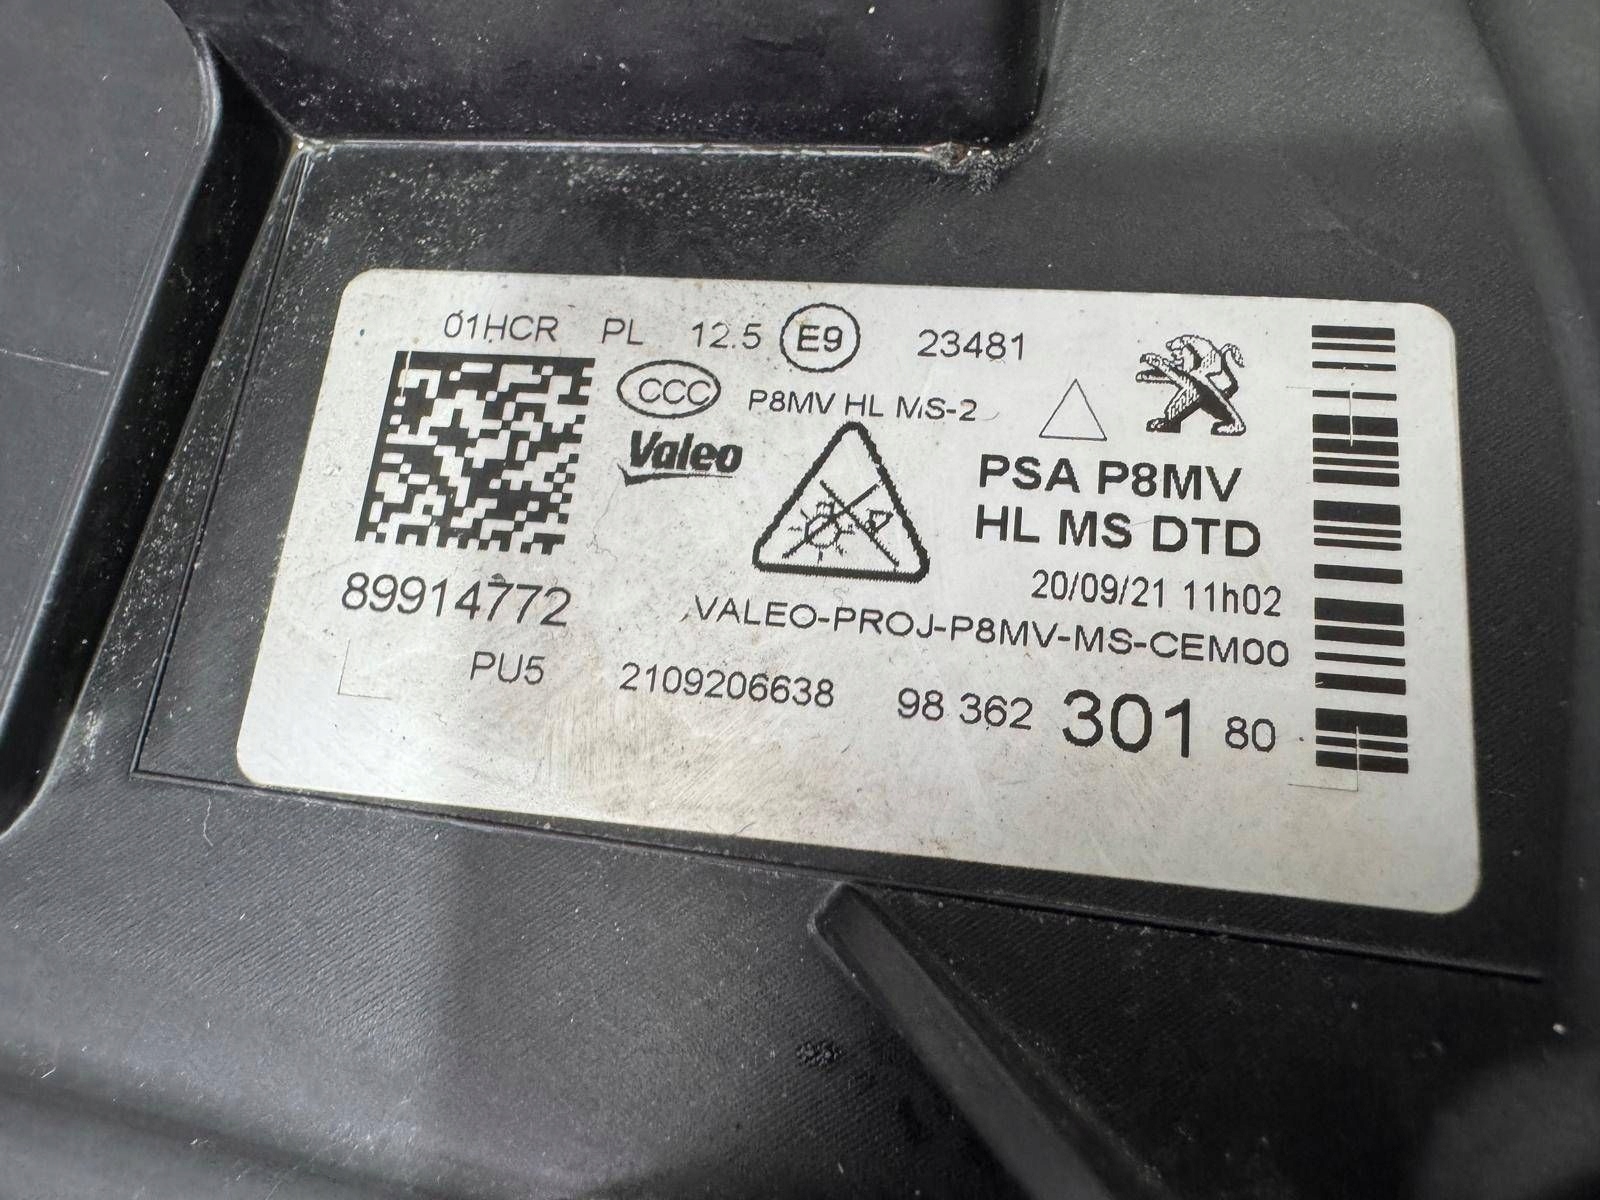 01HCR PL 12.5 E9 23481
CCC P8MV HL MS-2
Valeo
PSA P8MV
HL MS DTD
20/09/21 11h02
89914772
VALEO-PROJ-P8MV-MS-CEM00
PU5 2109206638 98 362 301 80